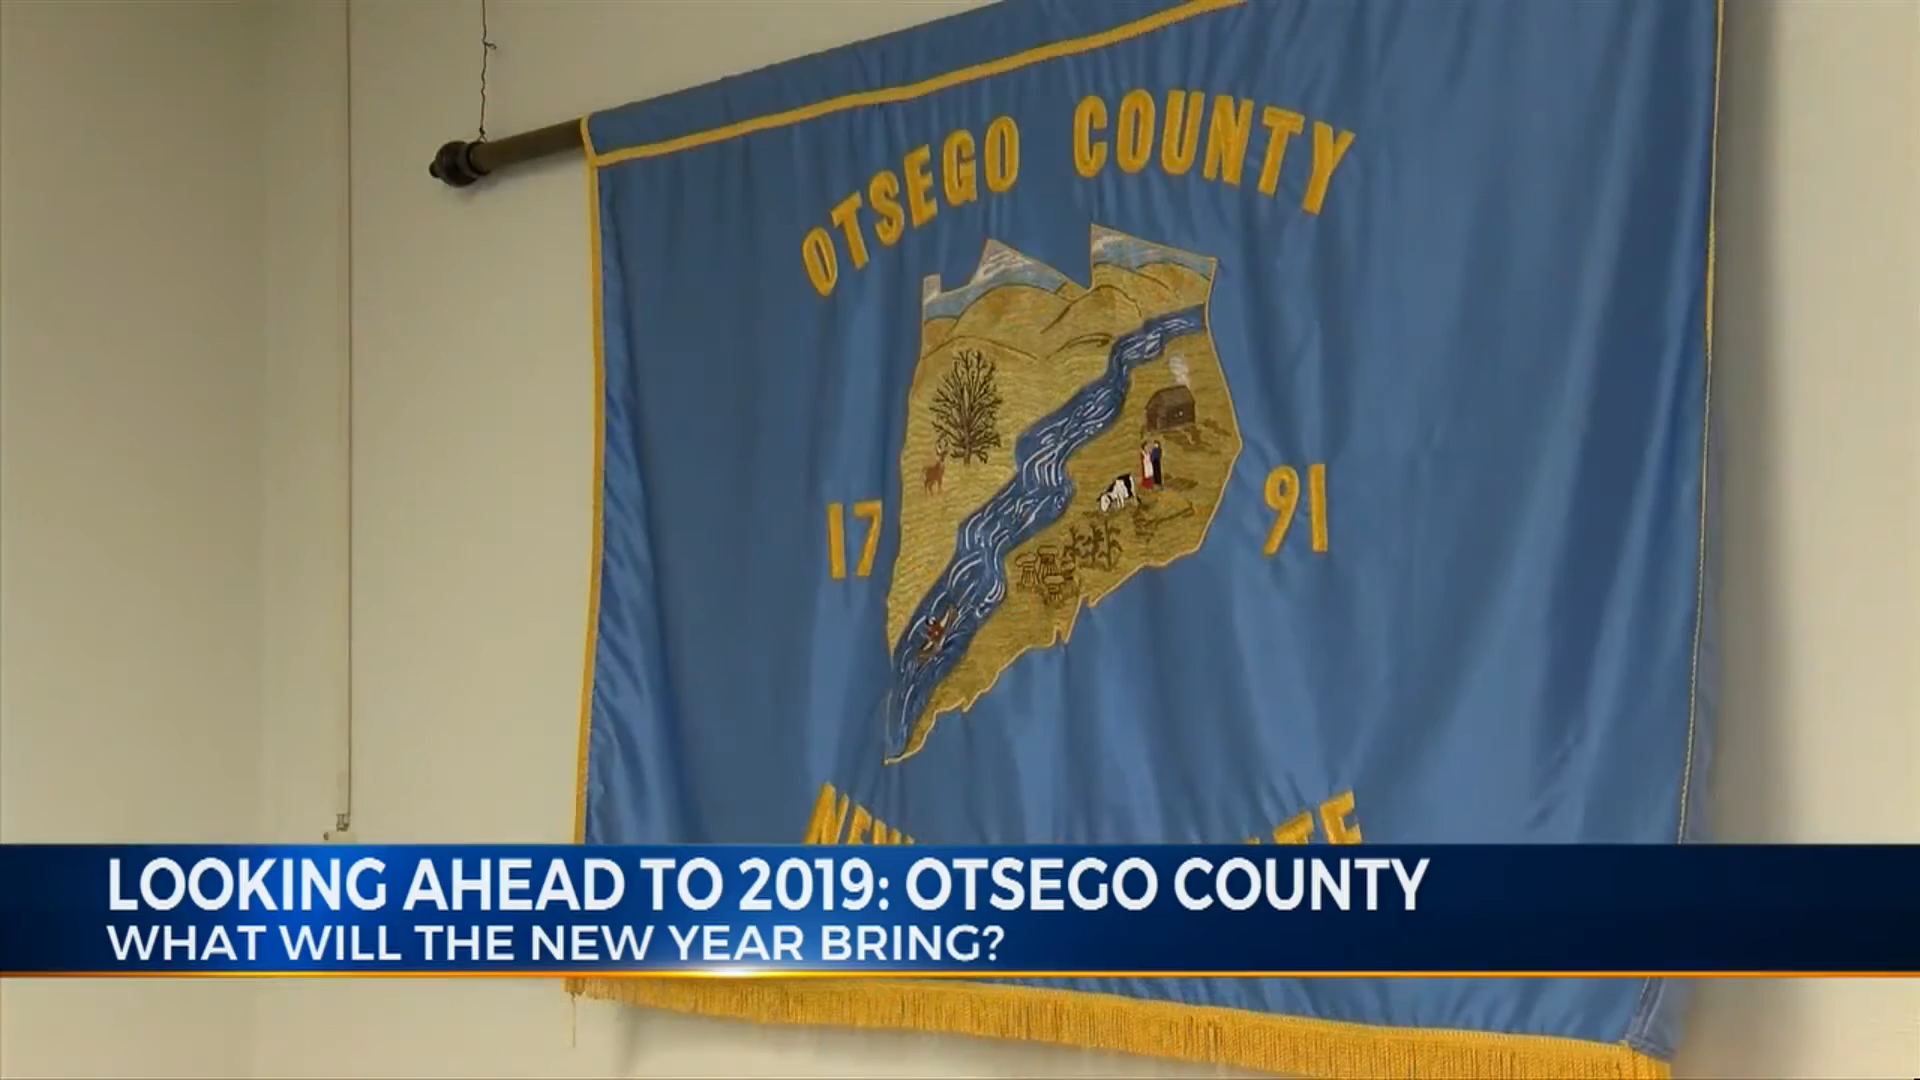 OTSEGO COUNTY
17 91
LOOKING AHEAD TO 2019: OTSEGO COUNTY
WHAT WILL THE NEW YEAR BRING?